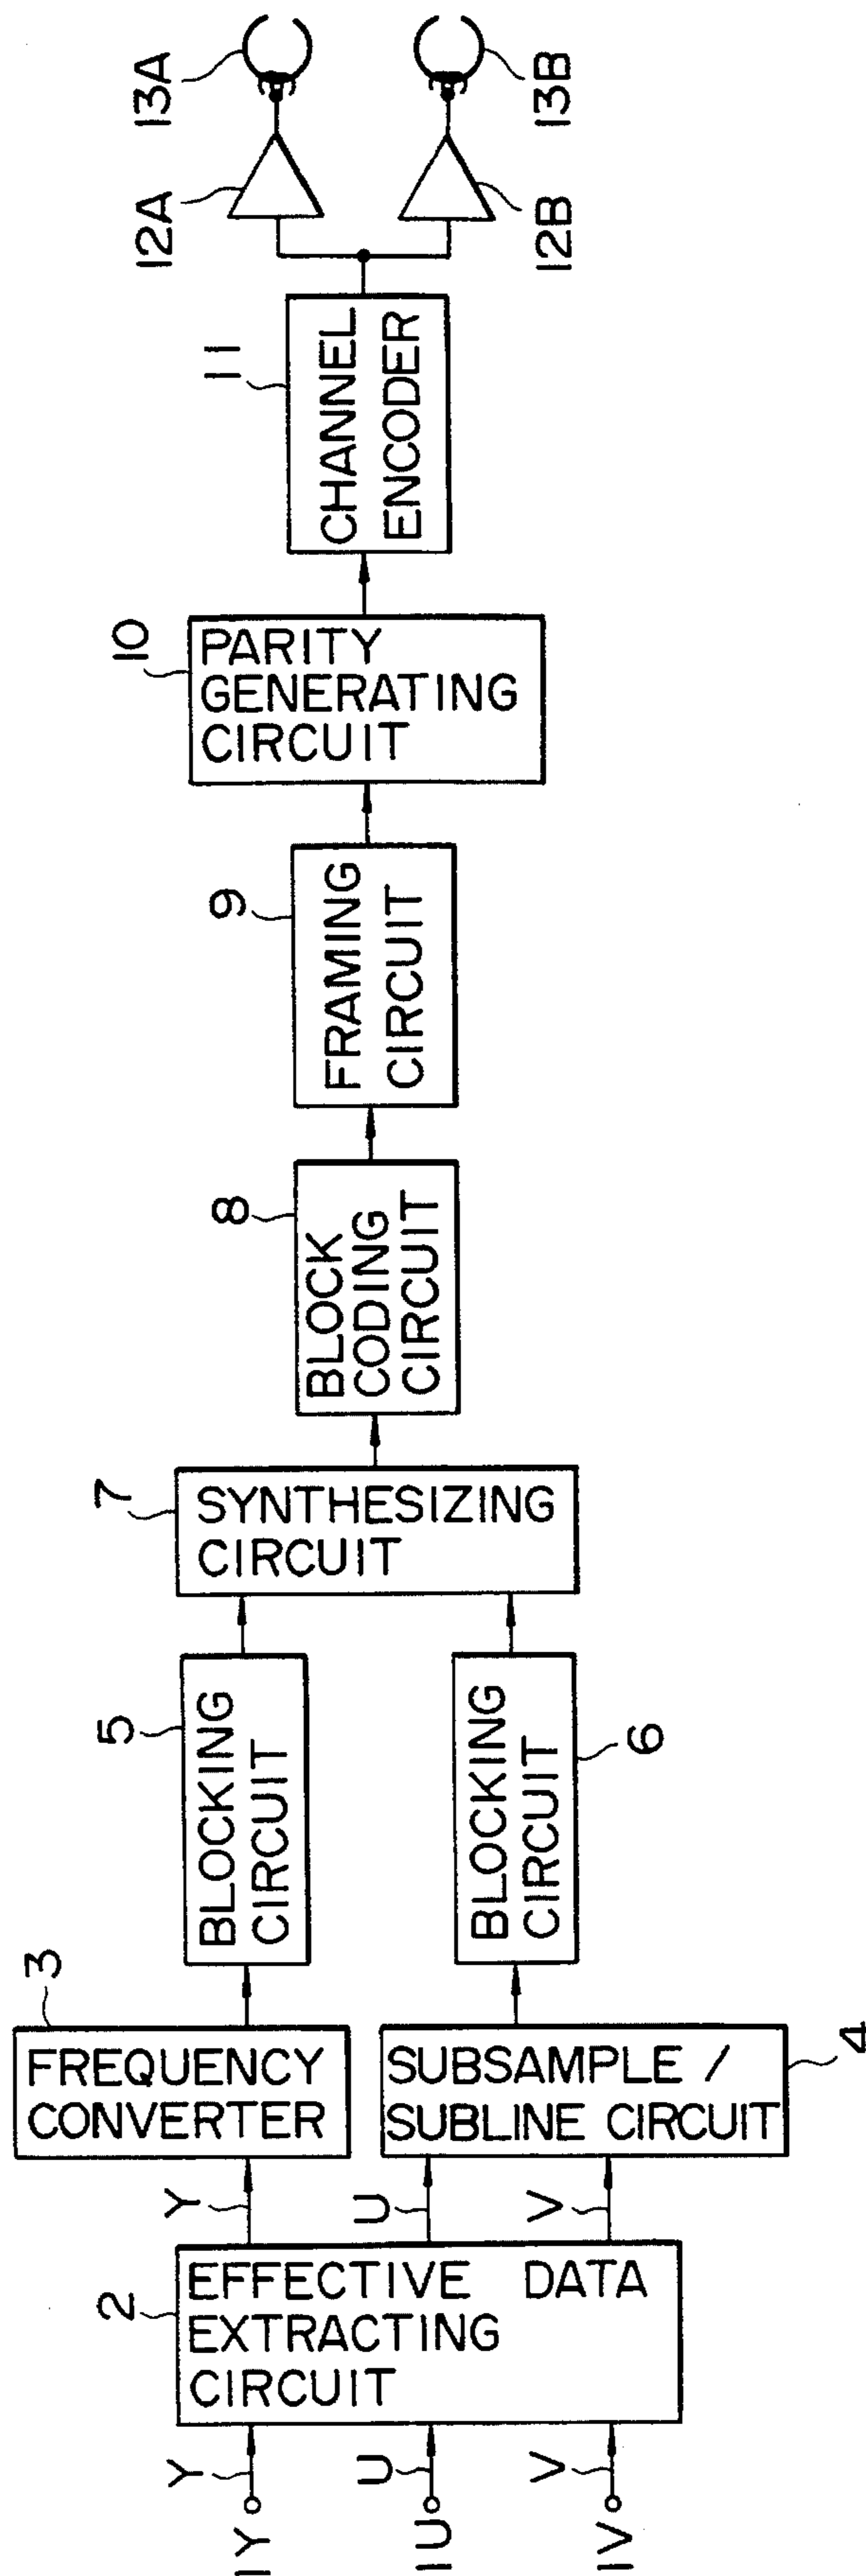 1Y
1U
1V
Y
U
V
2
EFFECTIVE DATA
EXTRACTING
CIRCUIT
Y
U
V
3
FREQUENCY
CONVERTER
SUBSAMPLE /
SUBLINE CIRCUIT
4
5
BLOCKING
CIRCUIT
BLOCKING
CIRCUIT
6
7
SYNTHESIZING
CIRCUIT
8
BLOCK
CODING
CIRCUIT
9
FRAMING
CIRCUIT
10
PARITY
GENERATING
CIRCUIT
11
CHANNEL
ENCODER
12A
12B
13A
13B